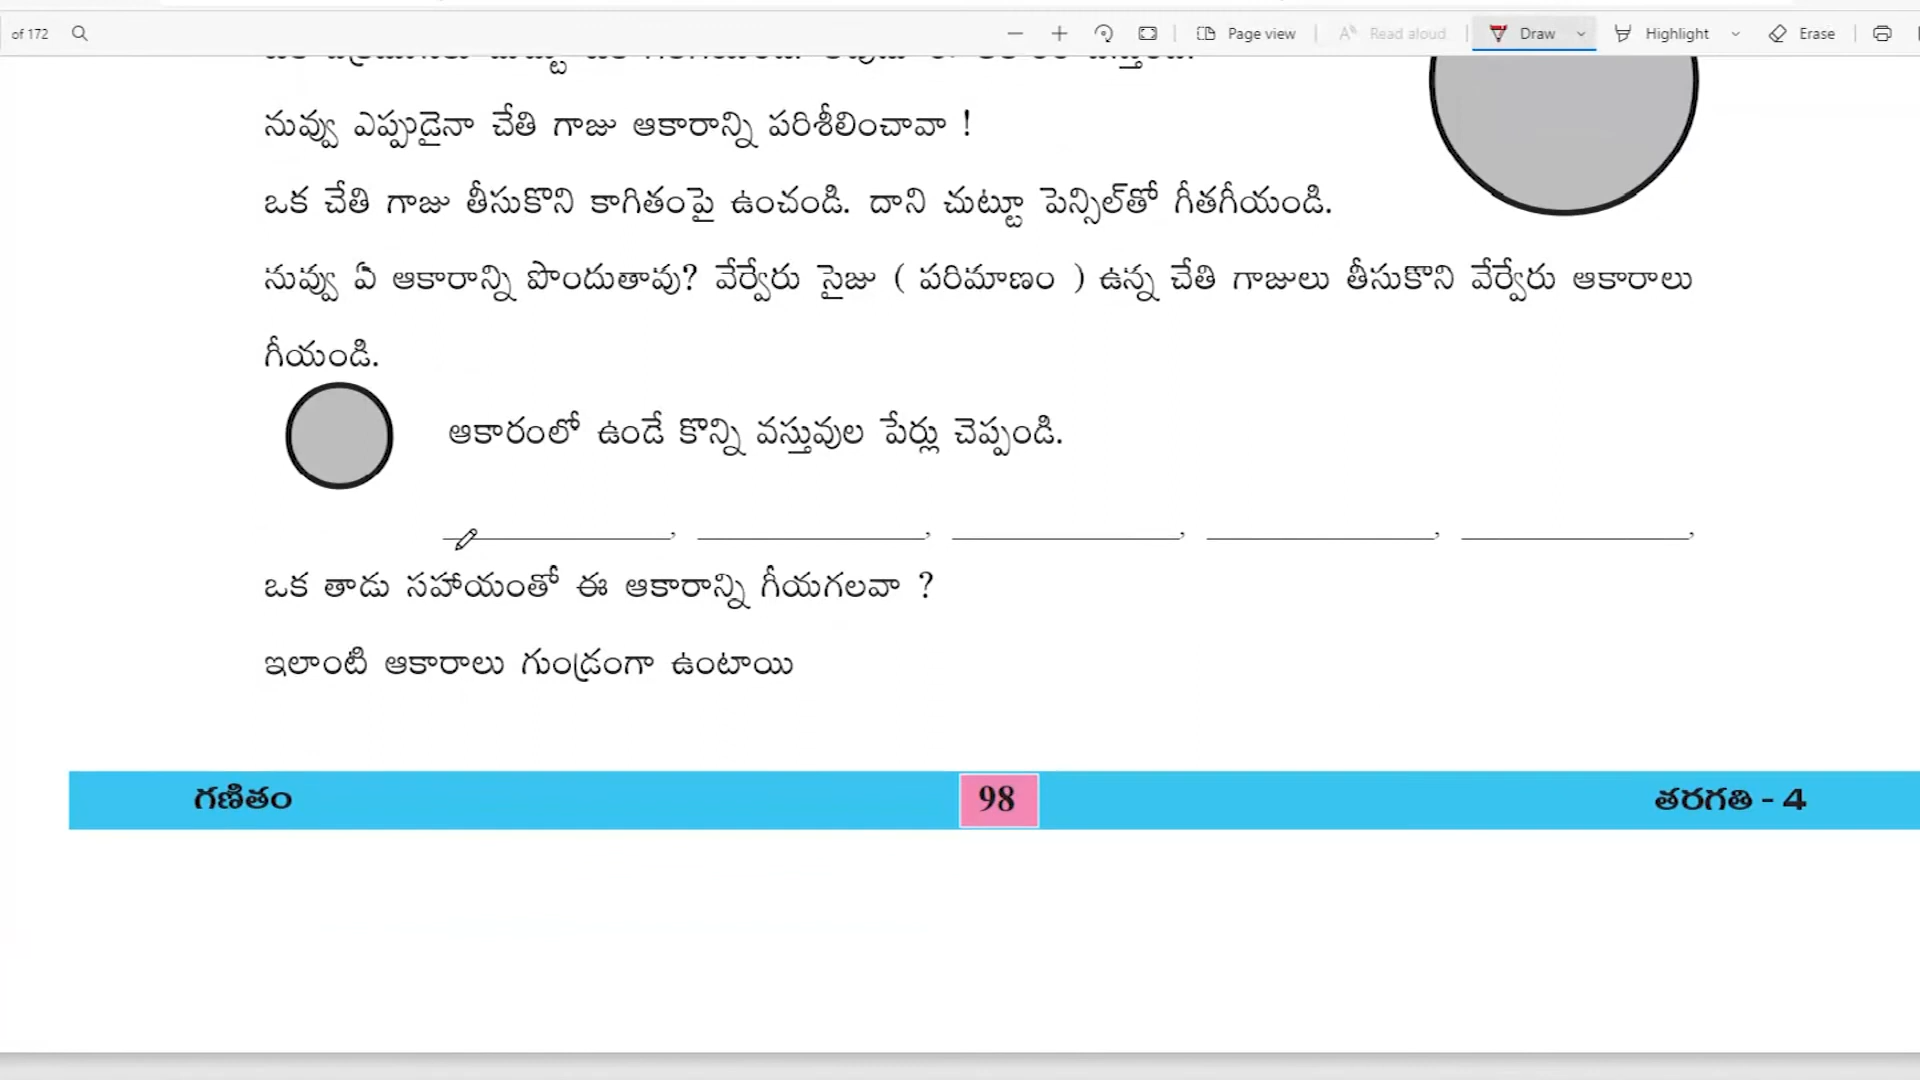 of 172
Page view
Read aloud
Draw
Highlight
Erase
నువ్వు ఎప్పుడైనా చేతి గాజు ఆకారాన్ని పరిశీలించావా !
ఒక చేతి గాజు తీసుకొని కాగితంపై ఉంచండి. దాని చుట్టూ పెన్సిల్‌తో గీతగీయండి.
నువ్వు ఏ ఆకారాన్ని పొందుతావు? వేర్వేరు సైజు ( పరిమాణం ) ఉన్న చేతి గాజులు తీసుకొని వేర్వేరు ఆకారాలు
గీయండి.
ఆకారంలో ఉండే కొన్ని వస్తువుల పేర్లు చెప్పండి.
ఒక తాడు సహాయంతో ఈ ఆకారాన్ని గీయగలవా ?
ఇలాంటి ఆకారాలు గుండ్రంగా ఉంటాయి
గణితం 98 తరగతి - 4